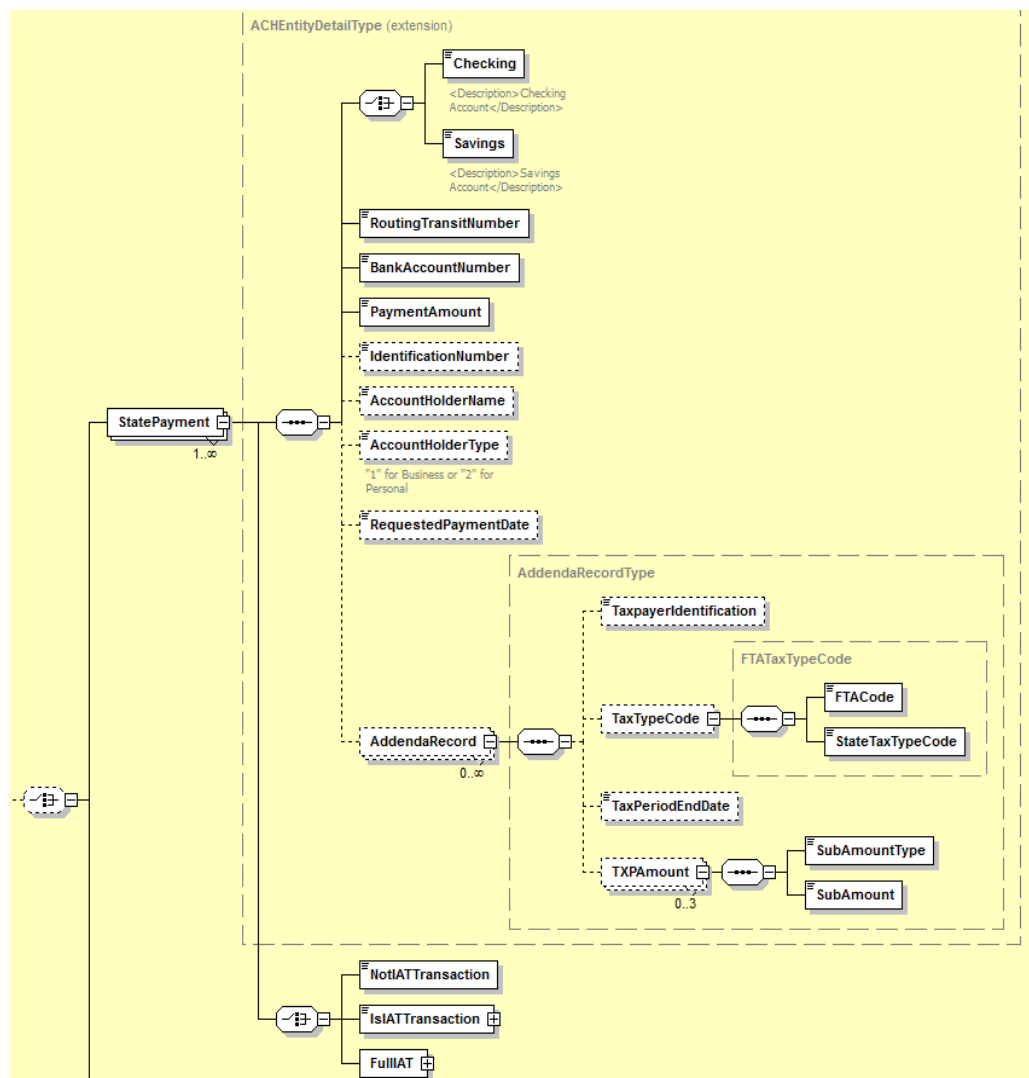 ACHEntityDetailType (extension)
Checking
<Description>Checking
Account</Description>
Savings
<Description>Savings
Account</Description>
RoutingTransitNumber
BankAccountNumber
PaymentAmount
IdentificationNumber
AccountHolderName
StatePayment
1..∞
AccountHolderType
"1" for Business or "2" for
Personal
RequestedPaymentDate
AddendaRecordType
TaxpayerIdentification
FTATaxTypeCode
FTACode
TaxTypeCode
StateTaxTypeCode
AddendaRecord
0..∞
TaxPeriodEndDate
SubAmountType
TXPAmount
0..3
SubAmount
NotIATTransaction
IsIATTransaction
FullIAT